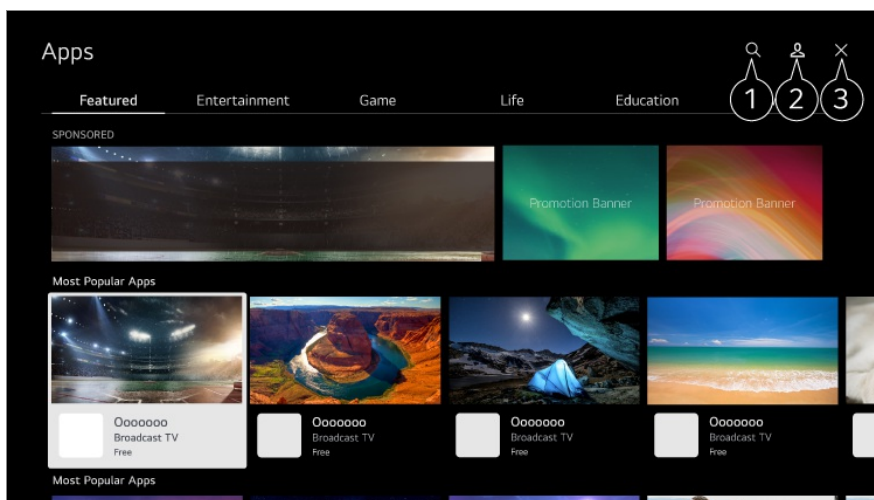 Apps
Featured Entertainment Game Life Education
1 2 3
SPONSORED
Promotion Banner Promotion Banner
Most Popular Apps
Ooooooo Ooooooo Ooooooo Ooooooo
Broadcast TV Broadcast TV Broadcast TV Broadcast TV
Free Free Free Free
Most Popular Apps